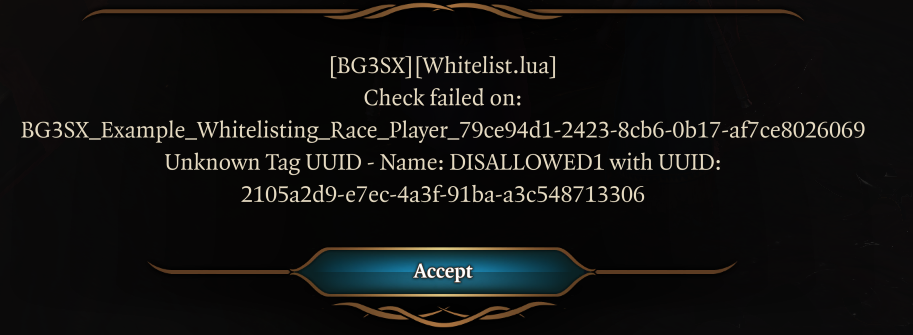 [BG3SX][Whitelist.lua]
Check failed on:
BG3SX_Example_Whitelisting_Race_Player_79ce94d1-2423-8cb6-0b17-af7ce8026069
Unknown Tag UUID - Name: DISALLOWED1 with UUID:
2105a2d9-e7ec-4a3f-91ba-a3c548713306
Accept